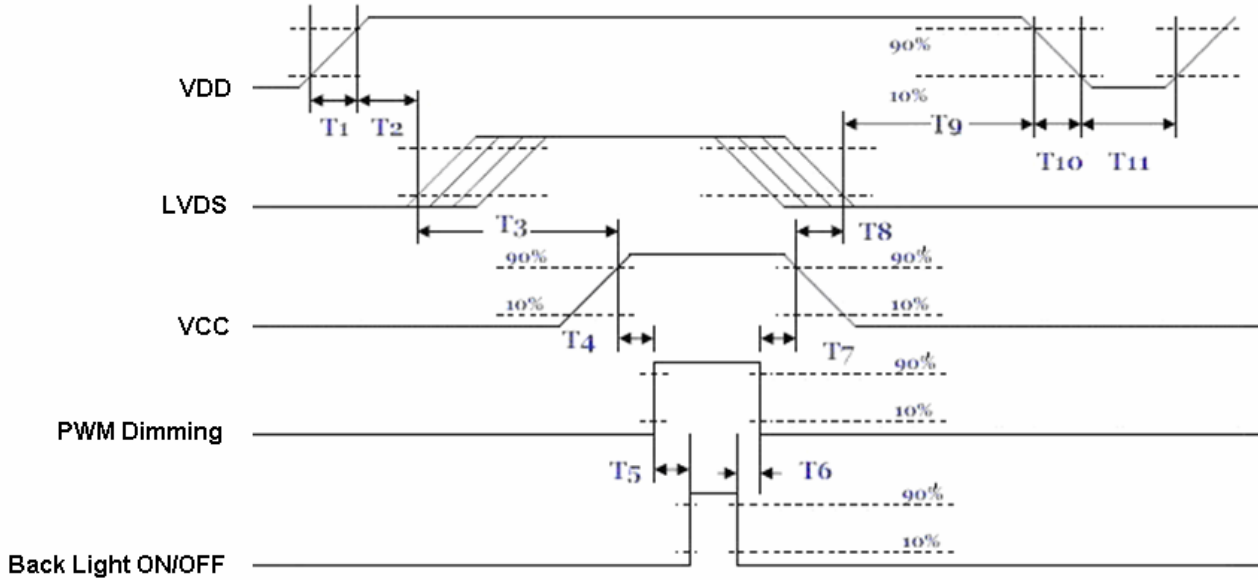 90%
VDD
10%
T1
T2
T9
T10
T11
LVDS
T3
T8
90%
90%
10%
10%
VCC
T4
T7
90%
10%
PWM Dimming
T5
T6
90%
10%
Back Light ON/OFF